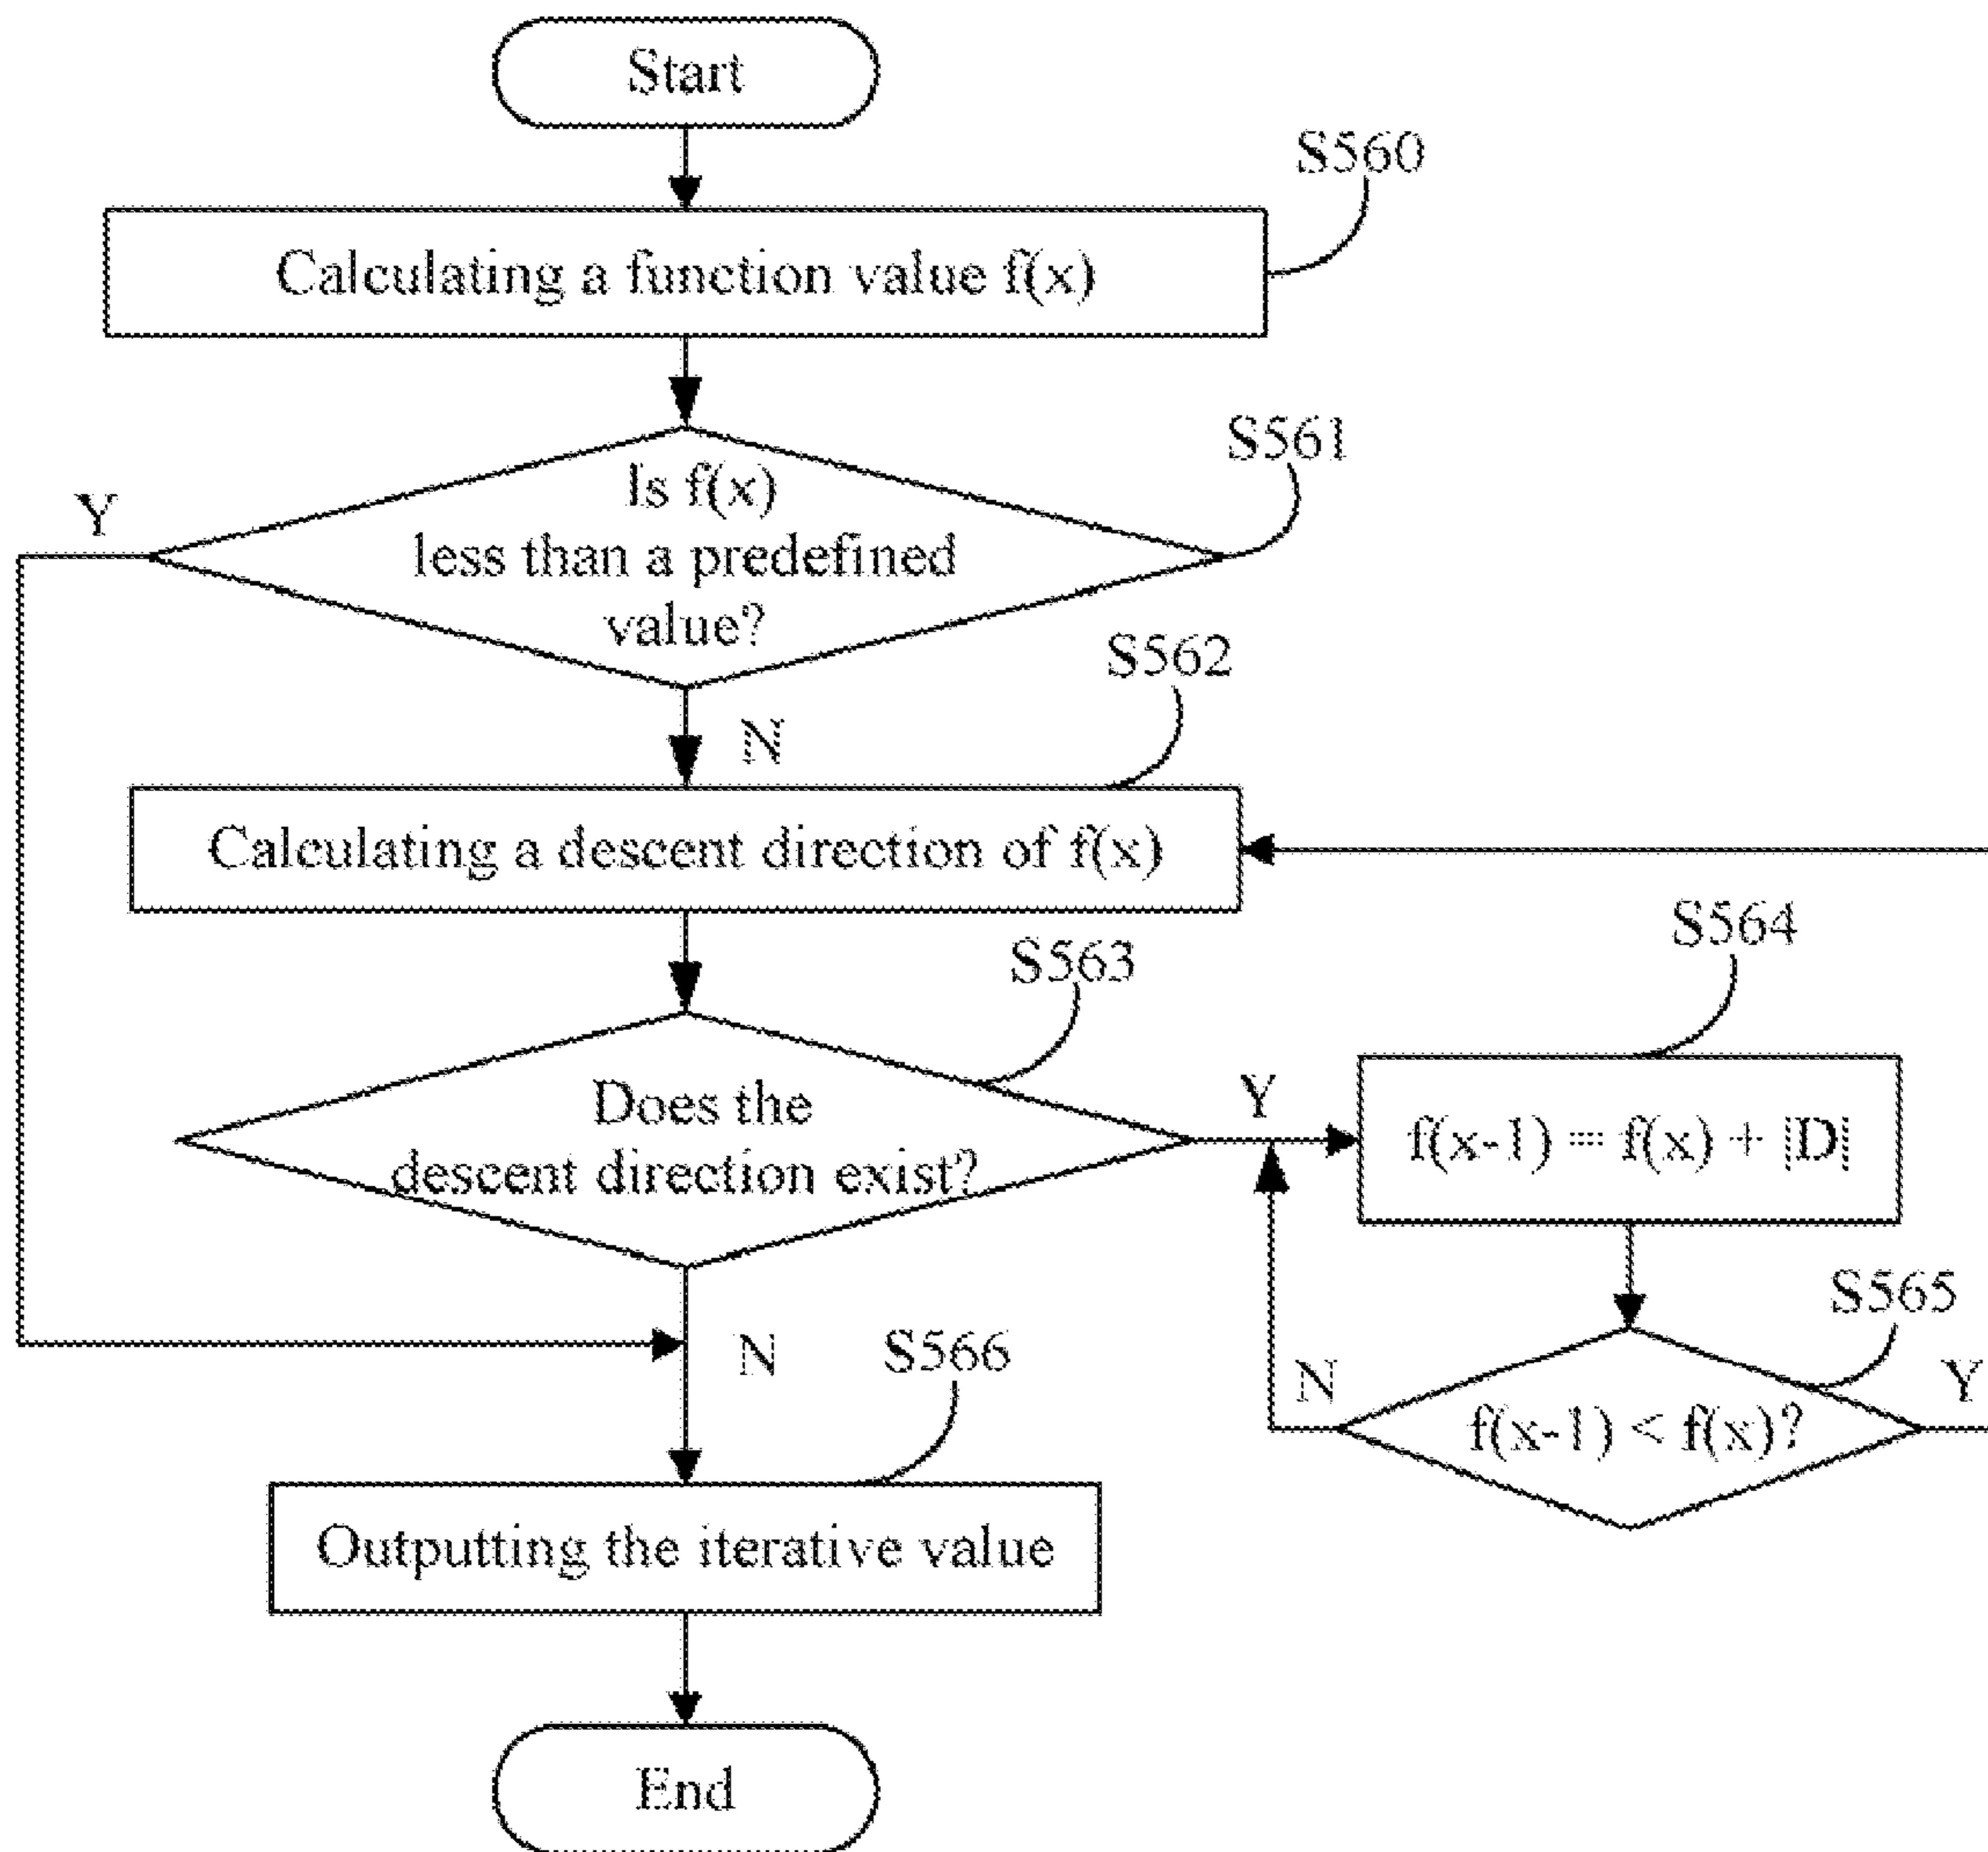 Start
S560
Calculating a function value f(x)
S561
Is f(x)
less than a predefined
value?
Y
S562
N
Calculating a descent direction of f(x)
S563
S564
Does the
descent direction exist?
Y
f(x-1) = f(x) + |D|
S565
N
S566
N
f(x-1) < f(x)?
Y
Outputting the iterative value
End